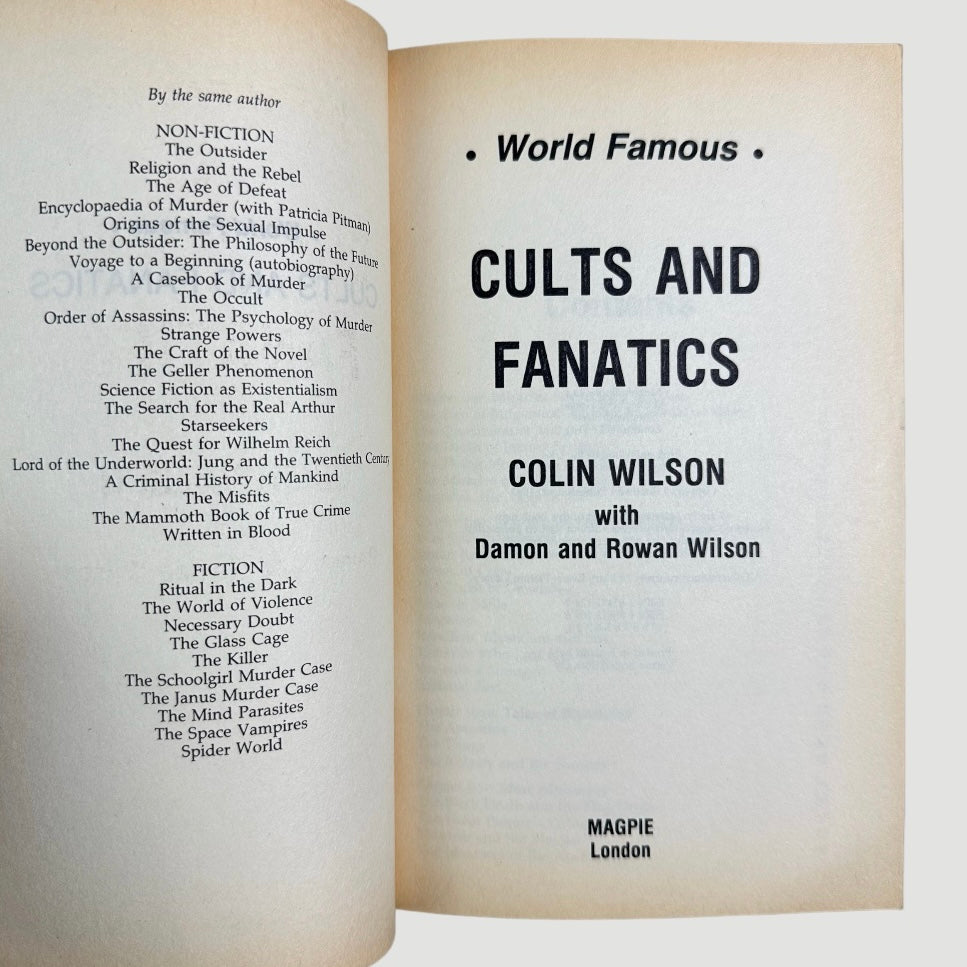 By the same author
NON-FICTION
The Outsider
Religion and the Rebel
The Age of Defeat
Encyclopaedia of Murder (with Patricia Pitman)
Origins of the Sexual Impulse
Beyond the Outsider: The Philosophy of the Future
Voyage to a Beginning (autobiography)
A Casebook of Murder
The Occult
Order of Assassins: The Psychology of Murder
Strange Powers
The Craft of the Novel
The Geller Phenomenon
Science Fiction as Existentialism
The Search for the Real Arthur
Starseekers
The Quest for Wilhelm Reich
Lord of the Underworld: Jung and the Twentieth Century
A Criminal History of Mankind
The Misfits
The Mammoth Book of True Crime
Written in Blood
FICTION
Ritual in the Dark
The World of Violence
Necessary Doubt
The Glass Cage
The Killer
The Schoolgirl Murder Case
The Janus Murder Case
The Mind Parasites
The Space Vampires
Spider World
• World Famous •
CULTS AND
FANATICS
COLIN WILSON
with
Damon and Rowan Wilson
MAGPIE
London